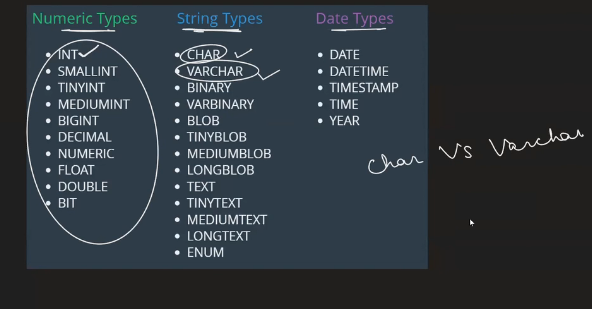 Numeric Types
INT
SMALLINT
TINYINT
MEDIUMINT
BIGINT
DECIMAL
NUMERIC
FLOAT
DOUBLE
BIT
String Types
CHAR
VARCHAR
BINARY
VARBINARY
BLOB
TINYBLOB
MEDIUMBLOB
LONGBLOB
TEXT
TINYTEXT
MEDIUMTEXT
LONGTEXT
ENUM
Date Types
DATE
DATETIME
TIMESTAMP
TIME
YEAR
Char Vs Varchar